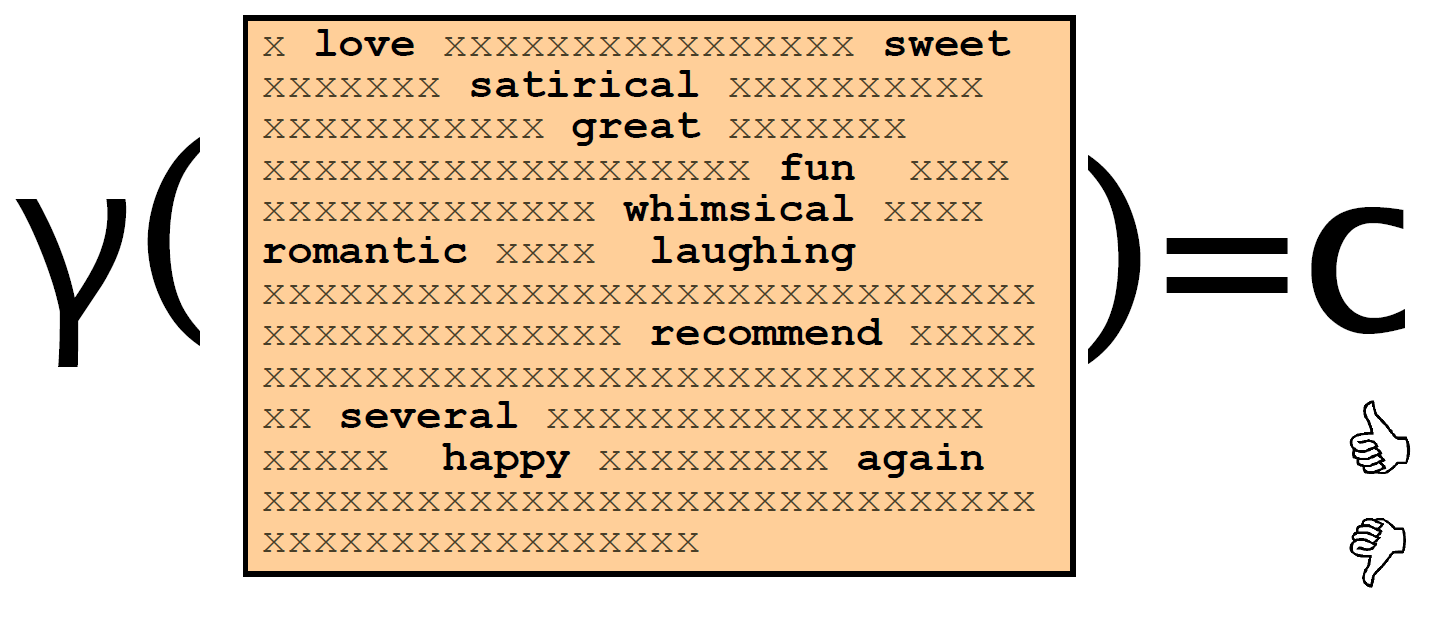 x love xxxxxxxxxxxxxxxx sweet
xxxxxxx satirical xxxxxxxxxx
xxxxxxxxxxx great xxxxxxx
xxxxxxxxxxxxxxxxxxx fun xxxx
xxxxxxxxxxxxx whimsical xxxx
romantic xxxx laughing
xxxxxxxxxxxxxxxxxxxxxxxxxxxxxx
xxxxxxxxxxxxxx recommend xxxxx
xxxxxxxxxxxxxxxxxxxxxxxxxxxxxx
xx several xxxxxxxxxxxxxxxxx
xxxxx happy xxxxxxxxx again
xxxxxxxxxxxxxxxxxxxxxxxxxxxxxx
xxxxxxxxxxxxxxxxx
γ( )=c